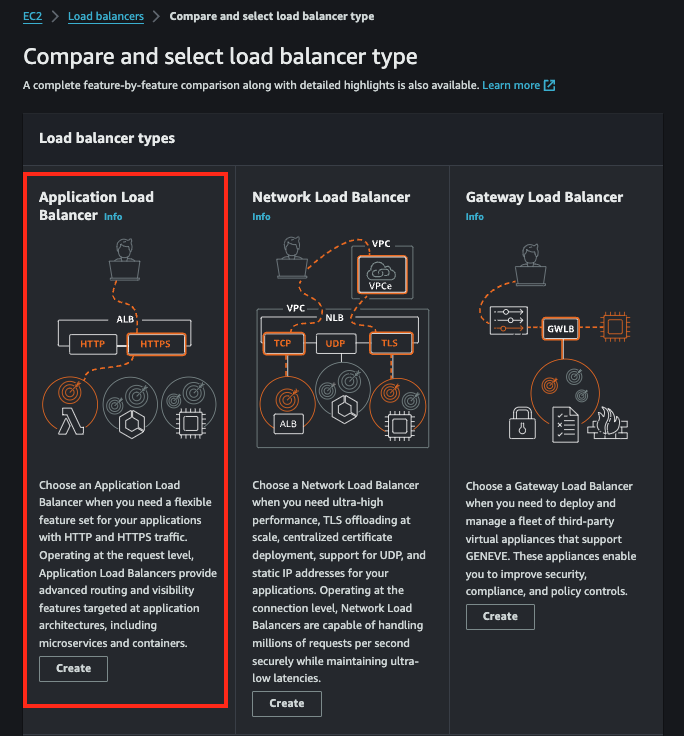 EC2 > Load balancers > Compare and select load balancer type
Compare and select load balancer type
A complete feature-by-feature comparison along with detailed highlights is also available. Learn more
Load balancer types
Application Load
Balancer Info
ALB
HTTP
HTTPS
Choose an Application Load
Balancer when you need a flexible
feature set for your applications
with HTTP and HTTPS traffic.
Operating at the request level,
Application Load Balancers provide
advanced routing and visibility
features targeted at application
architectures, including
microservices and containers.
Create
Network Load Balancer
Info
VPC
VPCe
VPC
NLB
TCP
UDP
TLS
ALB
Choose a Network Load Balancer
when you need ultra-high
performance, TLS offloading at
scale, centralized certificate
deployment, support for UDP, and
static IP addresses for your
applications. Operating at the
connection level, Network Load
Balancers are capable of handling
millions of requests per second
securely while maintaining ultra-
low latencies.
Create
Gateway Load Balancer
Info
GWLB
Choose a Gateway Load Balancer
when you need to deploy and
manage a fleet of third-party
virtual appliances that support
GENEVE. These appliances enable
you to improve security,
compliance, and policy controls.
Create